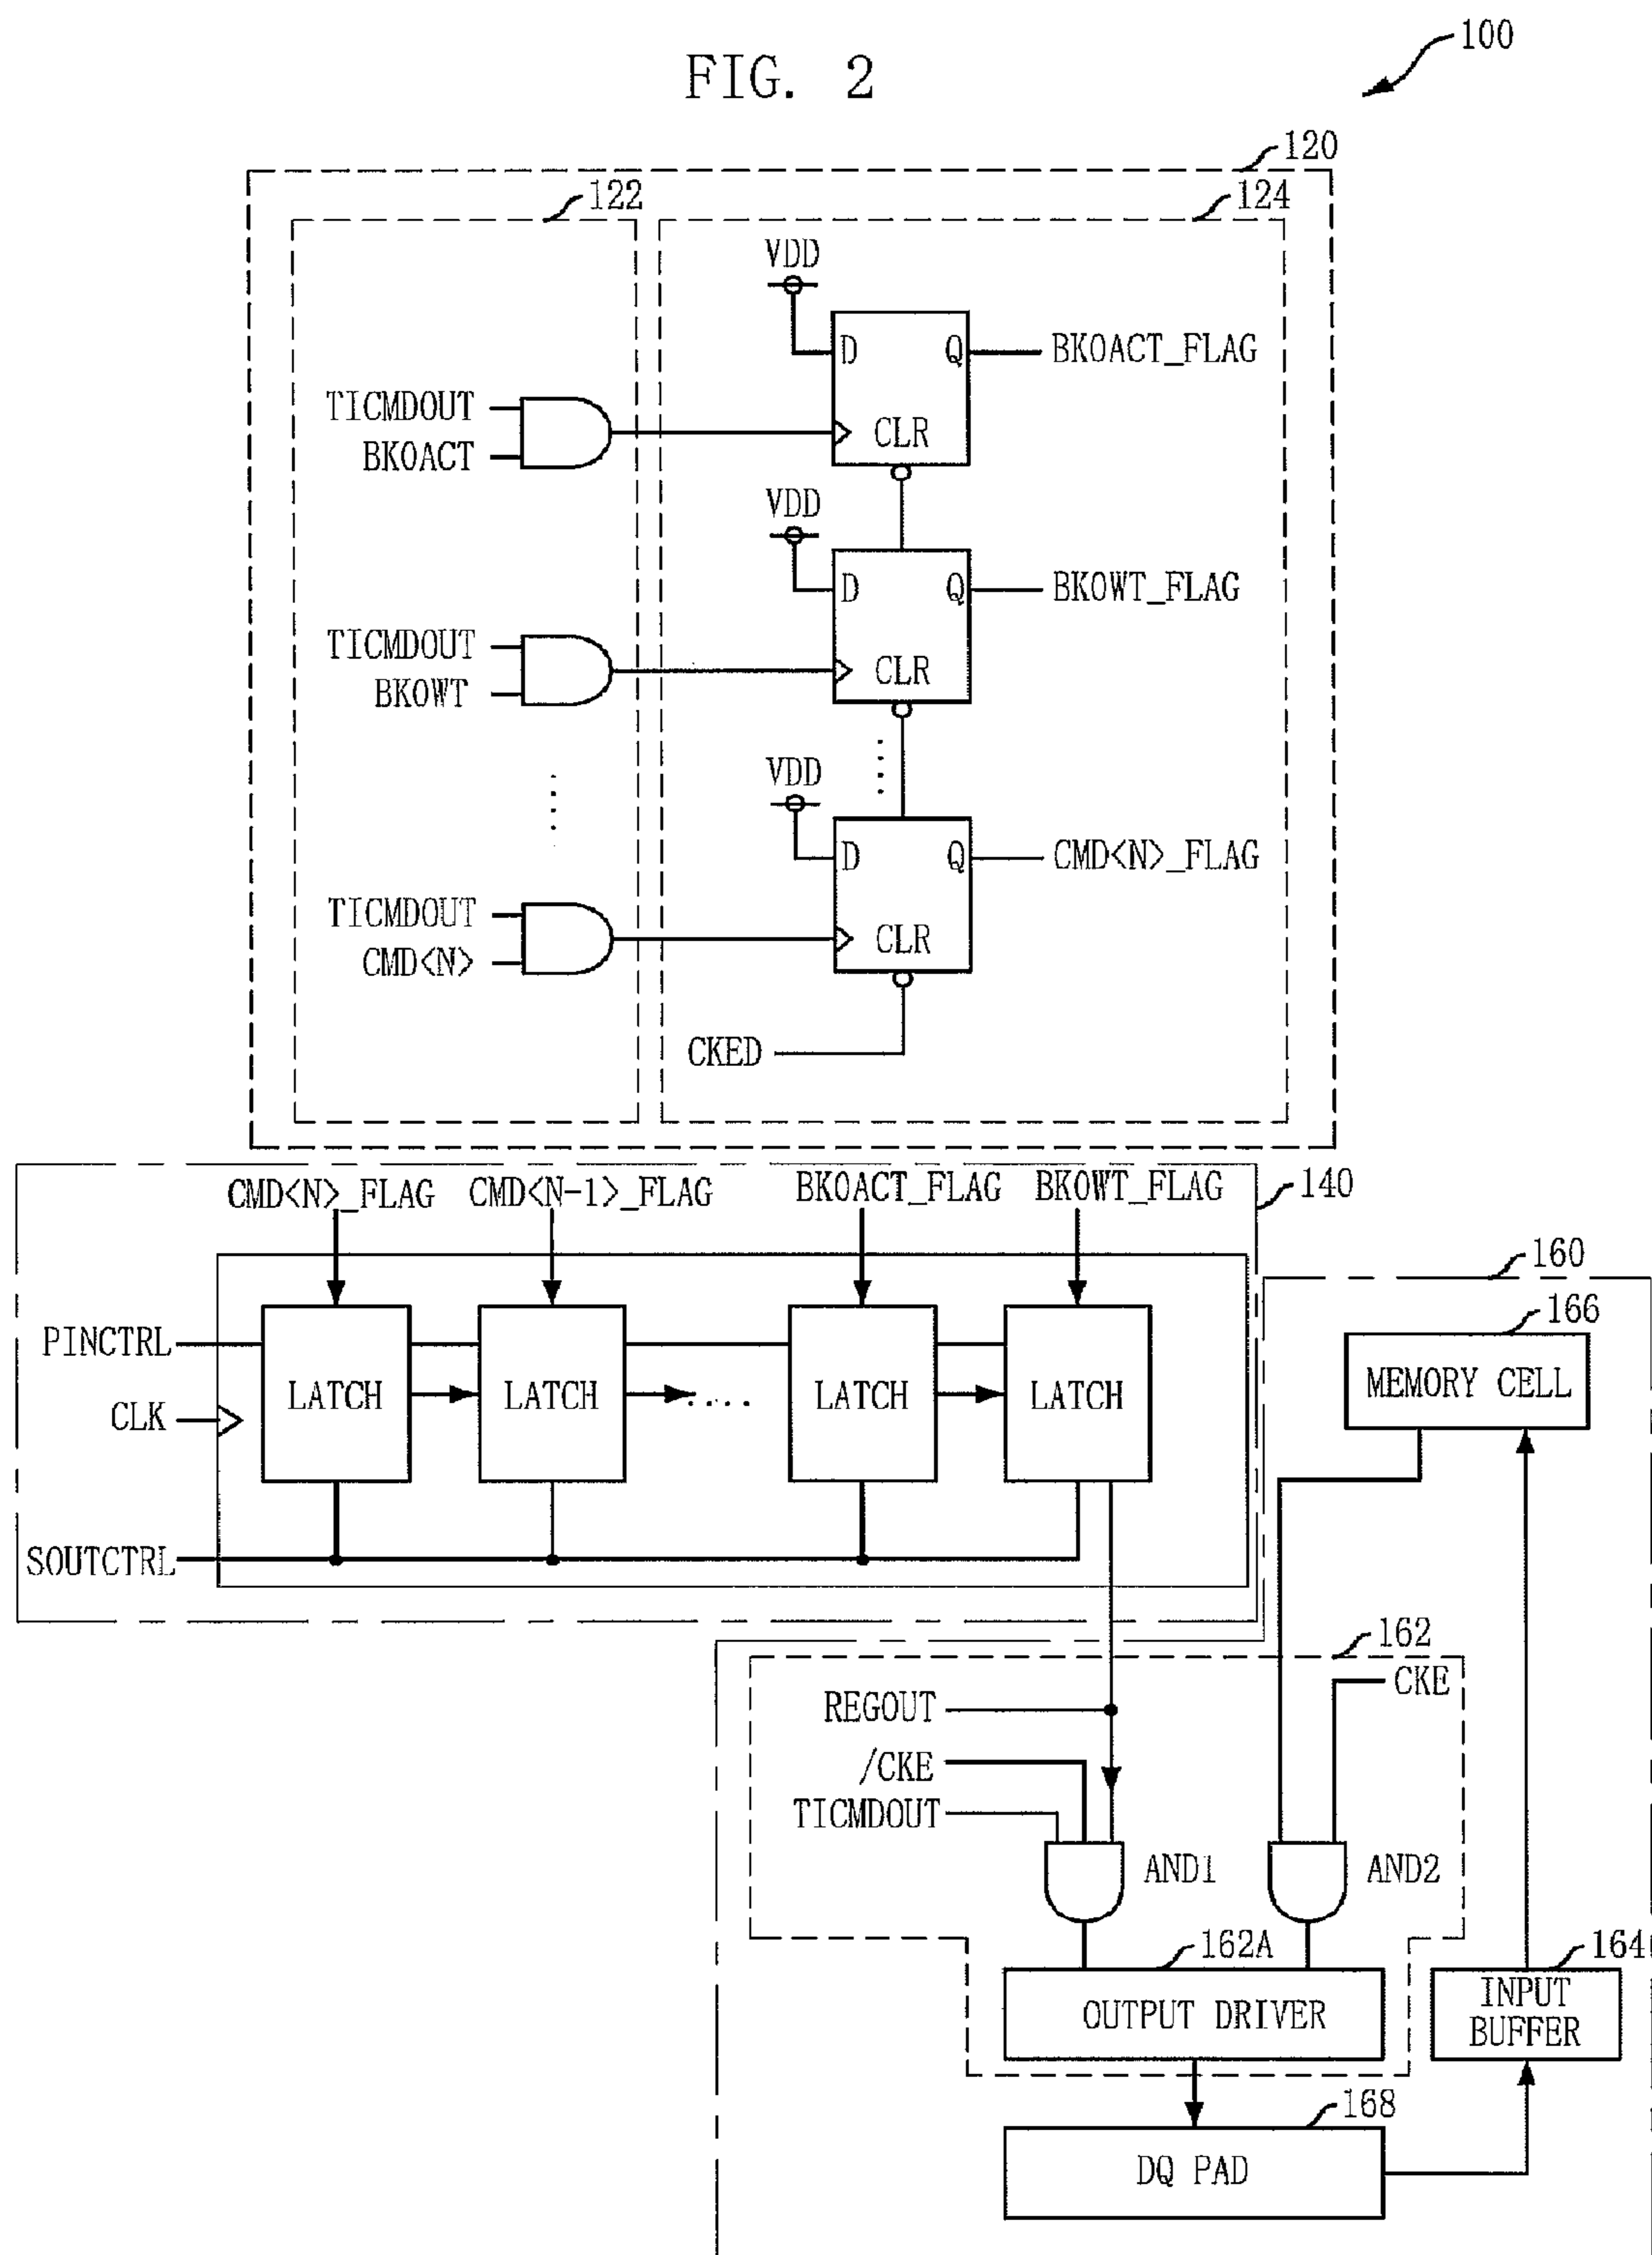 FIG. 2
100
120
122
124
VDD
D
Q
BK0ACT_FLAG
TICMDOUT
BK0ACT
CLR
VDD
D
Q
BK0WT_FLAG
TICMDOUT
BK0WT
CLR
VDD
D
Q
CMD<N>_FLAG
TICMDOUT
CMD<N>
CLR
CKED
CMD<N>_FLAG
CMD<N-1>_FLAG
BK0ACT_FLAG
BK0WT_FLAG
140
160
166
PINCTRL
MEMORY CELL
LATCH
LATCH
LATCH
LATCH
CLK
SOUTCTRL
162
CKE
REGOUT
/CKE
TICMDOUT
AND1
AND2
162A
164
OUTPUT DRIVER
INPUT
BUFFER
168
DQ PAD